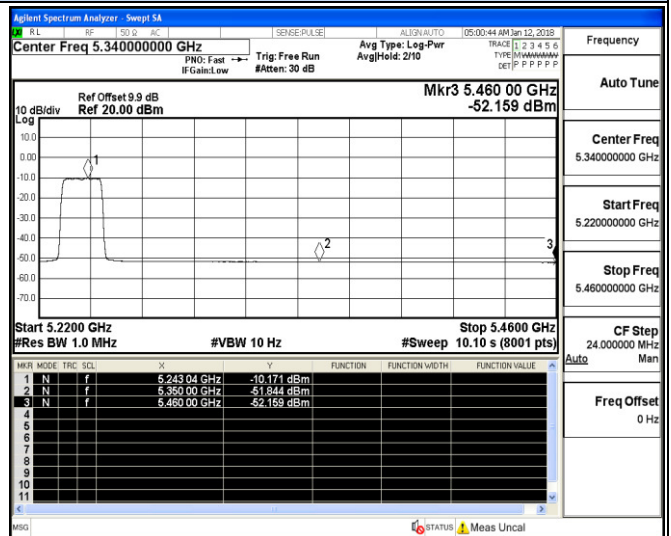 Agilent Spectrum Analyzer - Swept SA
RL RF 50 Ω AC SENSE:PULSE ALIGNAUTO 05:00:44 AM Jan 12, 2018
Center Freq 5.340000000 GHz
PNO: Fast
IFGain:Low
Trig: Free Run
#Atten: 30 dB
Avg Type: Log-Pwr
Avg|Hold: 2/10
TRACE 1 2 3 4 5 6
TYPE MWWWWW
DET P P P P P P
Ref Offset 9.9 dB
10 dB/div Ref 20.00 dBm
Mkr3 5.460 00 GHz
-52.159 dBm
Log
10.0
0.00
-10.0
-20.0
-30.0
-40.0
-50.0
-60.0
-70.0
1
2
3
Start 5.2200 GHz Stop 5.4600 GHz
#Res BW 1.0 MHz #VBW 10 Hz #Sweep 10.10 s (8001 pts)
MKR MODE TRC SCL X Y FUNCTION FUNCTION WIDTH FUNCTION VALUE
1 N f 5.243 04 GHz -10.171 dBm
2 N f 5.350 00 GHz -51.844 dBm
3 N f 5.460 00 GHz -52.159 dBm
4
5
6
7
8
9
10
11
MSG STATUS Meas Uncal
Frequency
Auto Tune
Center Freq
5.340000000 GHz
Start Freq
5.220000000 GHz
Stop Freq
5.460000000 GHz
CF Step
24.000000 MHz
Auto Man
Freq Offset
0 Hz